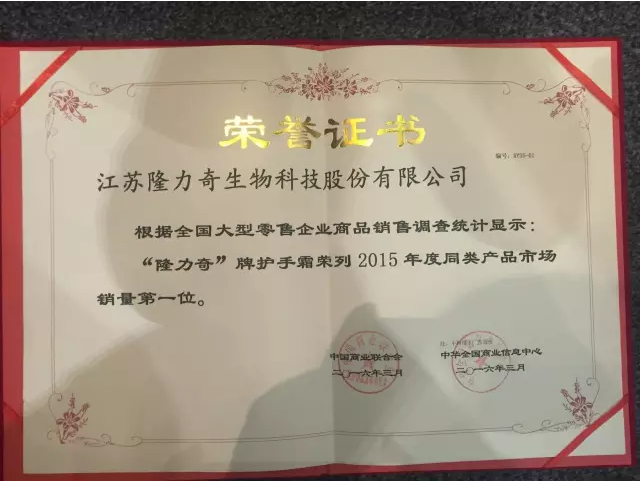 荣誉证书
江苏隆力奇生物科技股份有限公司
根据全国大型零售企业商品销售调查统计显示：
“隆力奇”牌护手霜荣列 2015 年度同类产品市场
销量第一位。
中国商业联合会
中华全国商业信息中心
二〇一六年三月
二〇一六年三月